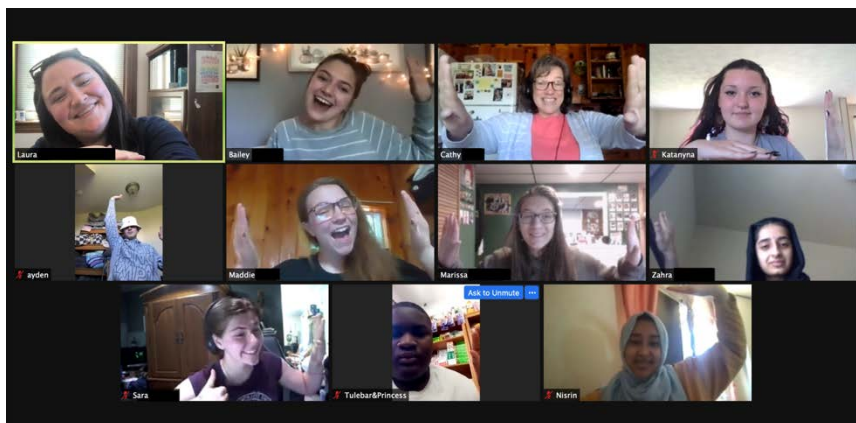 Laura
Bailey
Cathy
Katanyna
ayden
Maddie
Marissa
Zahra
Ask to Unmute
Sara
Tulebar&Princess
Nisrin